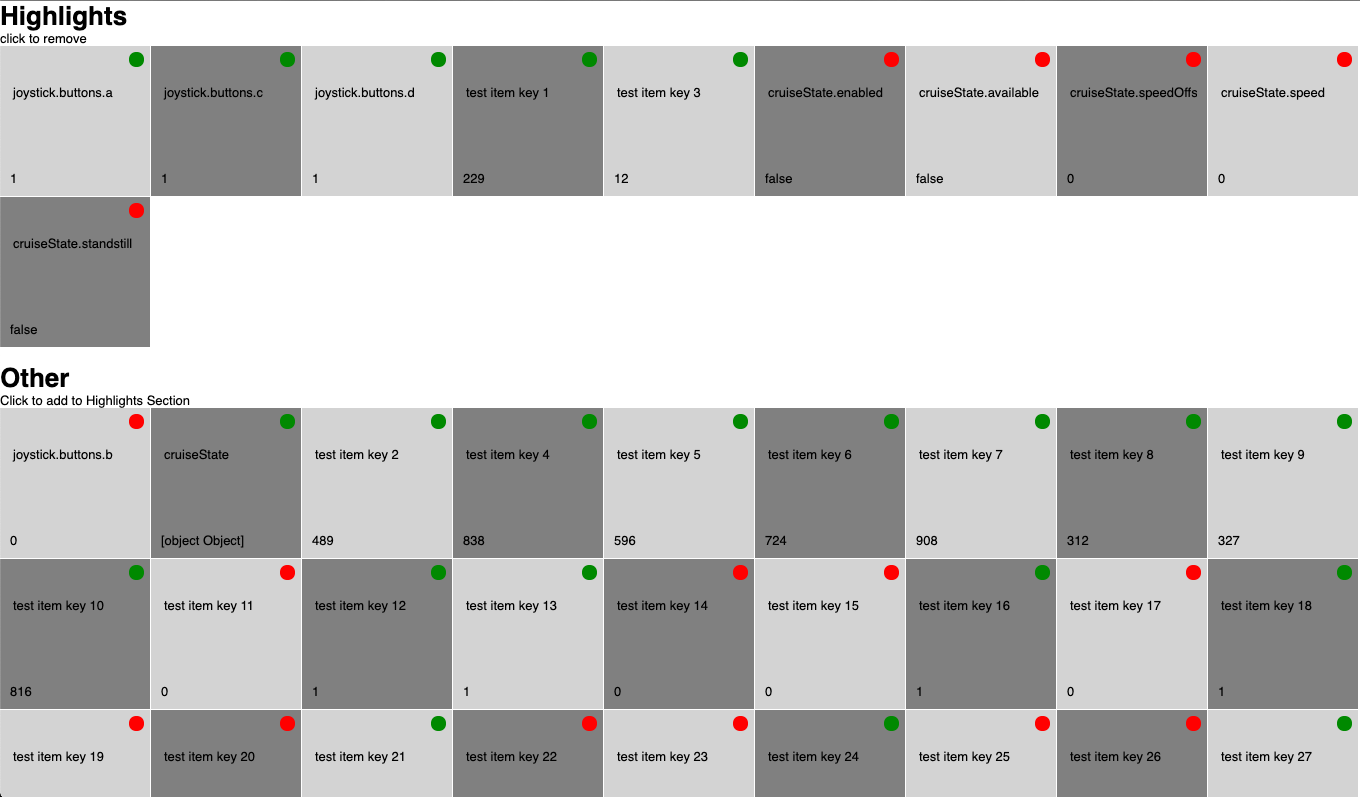 Highlights
click to remove
joystick.buttons.a joystick.buttons.c joystick.buttons.d test item key 1 test item key 3 cruiseState.enabled cruiseState.available cruiseState.speedOffs cruiseState.speed
1 1 1 229 12 false false 0 0
cruiseState.standstill
false
Other
Click to add to Highlights Section
joystick.buttons.b cruiseState test item key 2 test item key 4 test item key 5 test item key 6 test item key 7 test item key 8 test item key 9
0 [object Object] 489 838 596 724 908 312 327
test item key 10 test item key 11 test item key 12 test item key 13 test item key 14 test item key 15 test item key 16 test item key 17 test item key 18
816 0 1 1 0 0 1 0 1
test item key 19 test item key 20 test item key 21 test item key 22 test item key 23 test item key 24 test item key 25 test item key 26 test item key 27